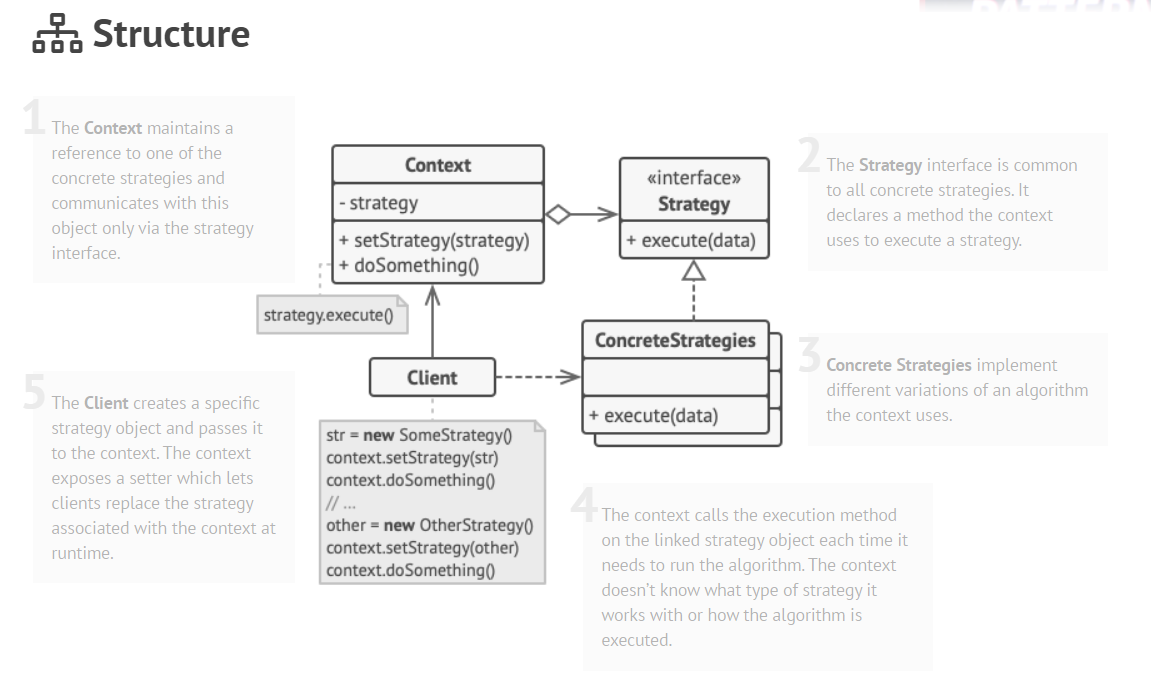 Structure
1
The Context maintains a
reference to one of the
concrete strategies and
communicates with this
object only via the strategy
interface.
Context
- strategy
+ setStrategy(strategy)
+ doSomething()
strategy.execute()
«interface»
Strategy
+ execute(data)
2
The Strategy interface is common
to all concrete strategies. It
declares a method the context
uses to execute a strategy.
ConcreteStrategies
+ execute(data)
3
Concrete Strategies implement
different variations of an algorithm
the context uses.
Client
str = new SomeStrategy()
context.setStrategy(str)
context.doSomething()
// ...
other = new OtherStrategy()
context.setStrategy(other)
context.doSomething()
5
The Client creates a specific
strategy object and passes it
to the context. The context
exposes a setter which lets
clients replace the strategy
associated with the context at
runtime.
4
The context calls the execution method
on the linked strategy object each time it
needs to run the algorithm. The context
doesn't know what type of strategy it
works with or how the algorithm is
executed.